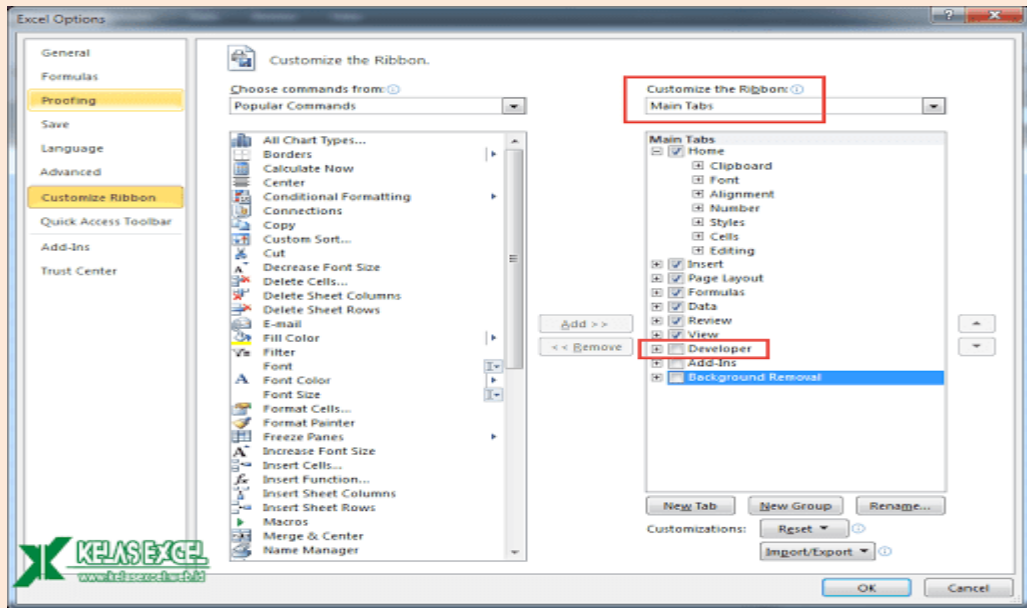 Excel Options
General
Formulas
Proofing
Save
Language
Advanced
Customize Ribbon
Quick Access Toolbar
Add-Ins
Trust Center
Customize the Ribbon.
Choose commands from:
Popular Commands
All Chart Types...
Borders
Calculate Now
Center
Conditional Formatting
Connections
Copy
Custom Sort...
Cut
Decrease Font Size
Delete Cells...
Delete Sheet Columns
Delete Sheet Rows
E-mail
Fill Color
Filter
Font
Font Color
Font Size
Format Cells...
Format Painter
Freeze Panes
Increase Font Size
Insert Cells...
Insert Function...
Insert Sheet Columns
Insert Sheet Rows
Macros
Merge & Center
Name Manager
Add >>
<< Remove
Customize the Ribbon:
Main Tabs
Main Tabs
Home
Clipboard
Font
Alignment
Number
Styles
Cells
Editing
Insert
Page Layout
Formulas
Data
Review
View
Developer
Add-Ins
Background Removal
New Tab
New Group
Rename...
Customizations:
Reset
Import/Export
OK
Cancel
KELAS EXCEL
www.kelasexcel.web.id